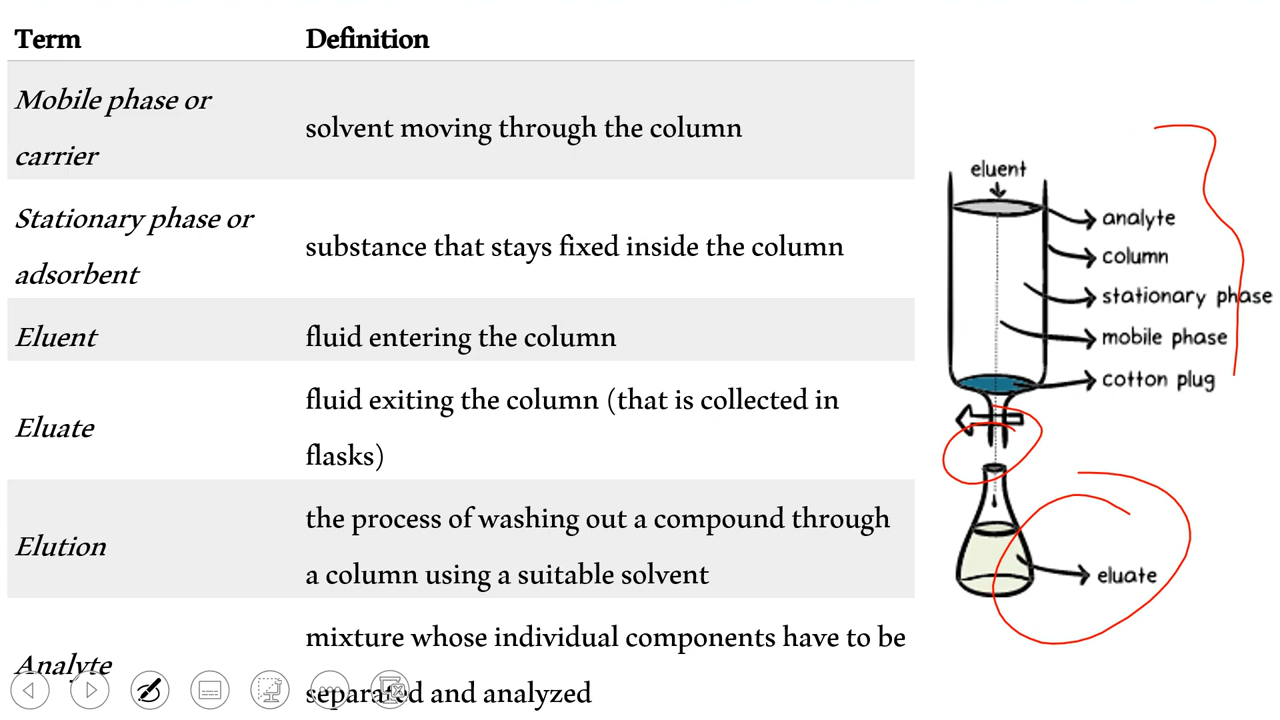 Term Definition
Mobile phase or
carrier
solvent moving through the column
Stationary phase or
adsorbent
substance that stays fixed inside the column
Eluent
fluid entering the column
Eluate
fluid exiting the column (that is collected in
flasks)
Elution
the process of washing out a compound through
a column using a suitable solvent
Analyte
mixture whose individual components have to be
separated and analyzed
eluent
analyte
column
stationary phase
mobile phase
cotton plug
eluate